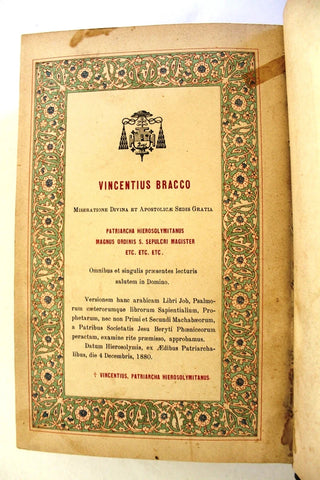 VINCENTIUS BRACCO
MISERATIONE DIVINA ET APOSTOLICÆ SEDIS GRATIA
PATRIARCHA HIEROSOLYMITANUS
MAGNUS ORDINIS S. SEPULCRI MAGISTER
ETC. ETC. ETC.
Omnibus et singulis præsentes lecturis
salutem in Domino.
Versionem hanc arabicam Libri Job, Psalmo-
rum cæterorumque librorum Sapientialium, Pro-
phetarum, nec non Primi et Secundi Machabæorum,
a Patribus Societatis Jesu Beryti Phœniceorum
peractam, examine rite præmisso, approbamus.
Datum Hierosolymis, ex Ædibus Patriarcha-
libus, die 4 Decembris, 1880.
† VINCENTIUS, PATRIARCHA HIEROSOLYMITANUS